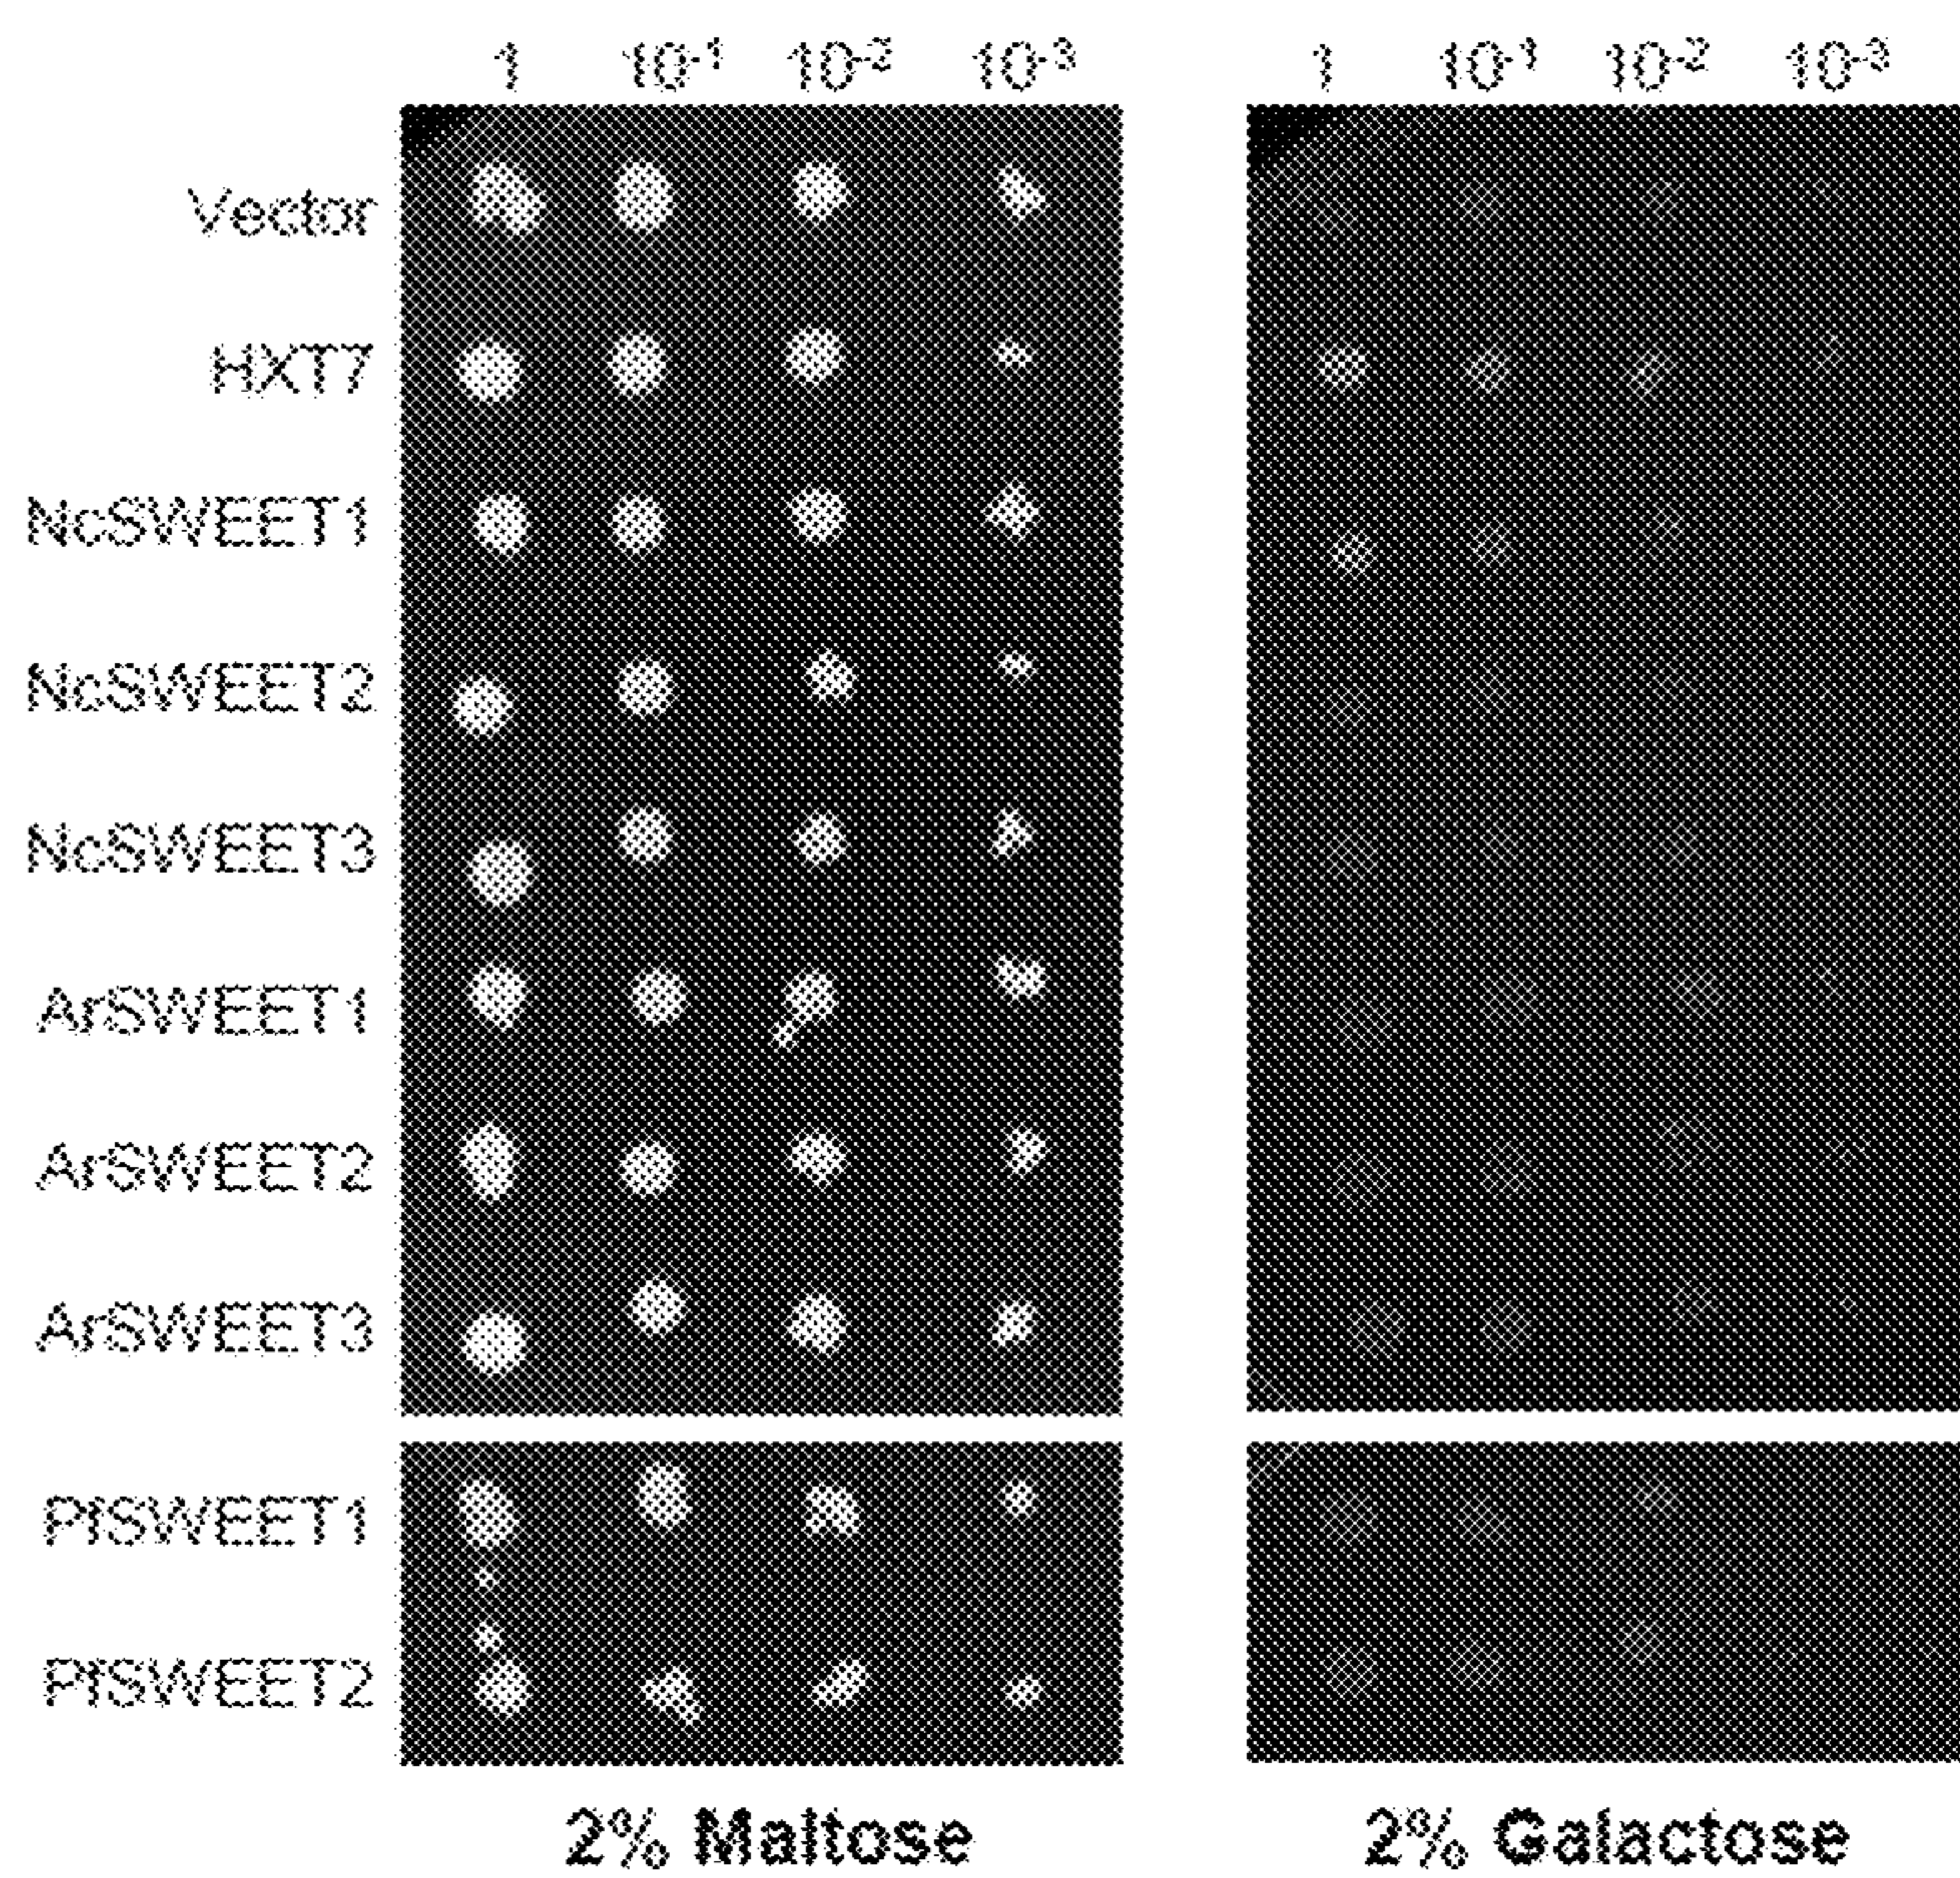 1 10-1 10-2 10-3 1 10-1 10-2 10-3
Vector
HXT7
NcSWEET1
NcSWEET2
NcSWEET3
ArSWEET1
ArSWEET2
ArSWEET3
PfSWEET1
PfSWEET2
2% Maltose 2% Galactose